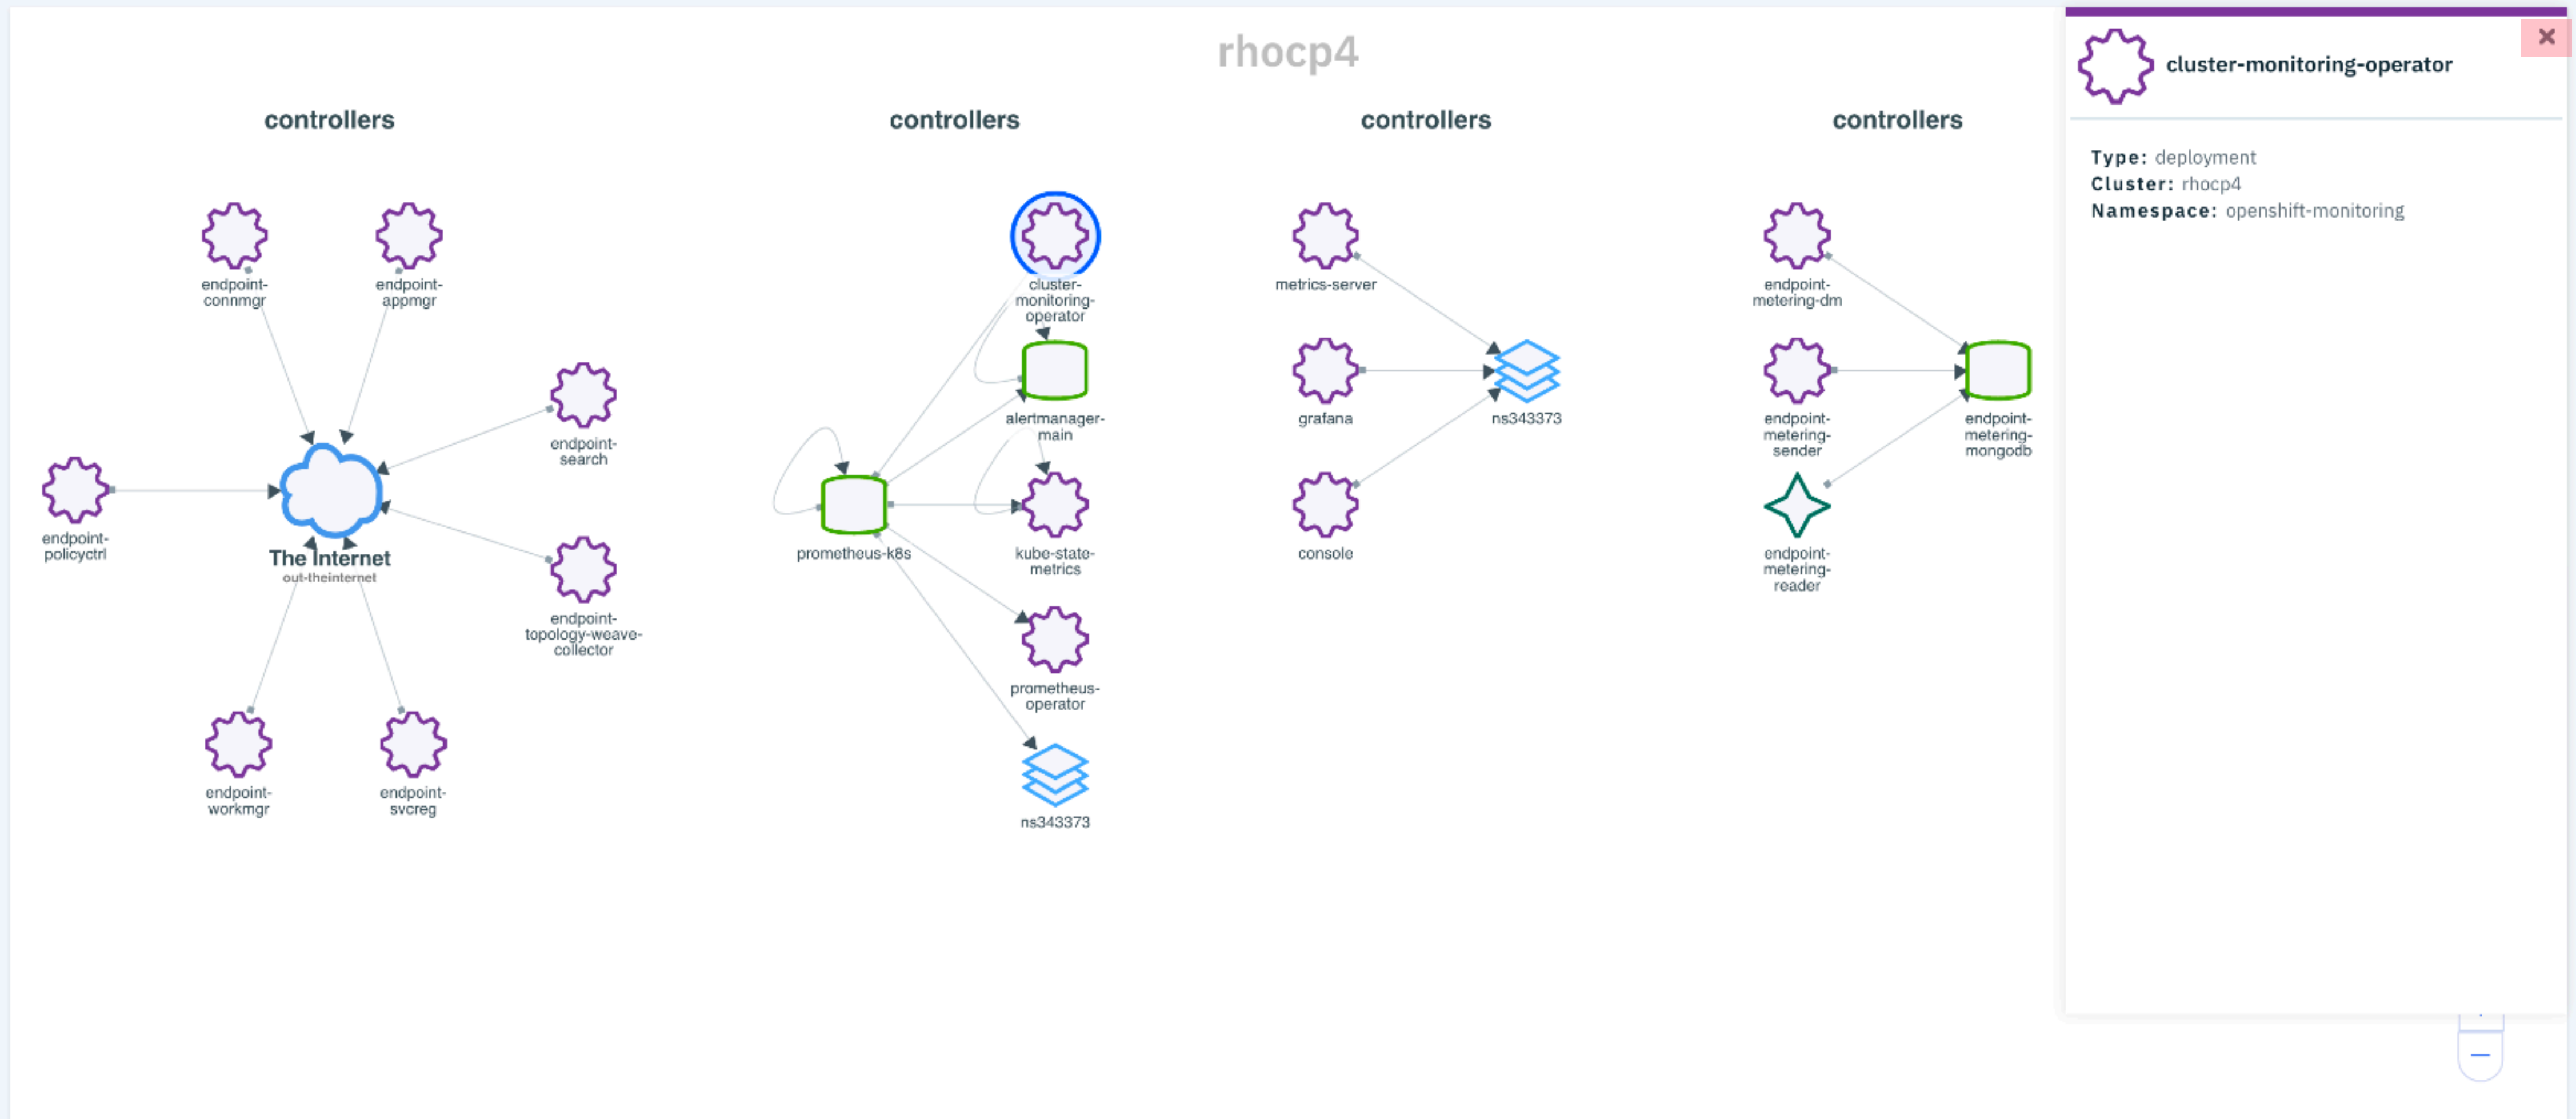 rhocp4
controllers
endpoint-
connmgr
endpoint-
appmgr
endpoint-
search
endpoint-
policyctrl
The Internet
out-theinternet
endpoint-
topology-weave-
collector
endpoint-
workmgr
endpoint-
svcreg
controllers
cluster-
monitoring-
operator
alertmanager-
main
prometheus-k8s
kube-state-
metrics
prometheus-
operator
ns343373
controllers
metrics-server
grafana
ns343373
console
controllers
endpoint-
metering-dm
endpoint-
metering-
sender
endpoint-
metering-
mongodb
endpoint-
metering-
reader
cluster-monitoring-operator
Type: deployment
Cluster: rhocp4
Namespace: openshift-monitoring